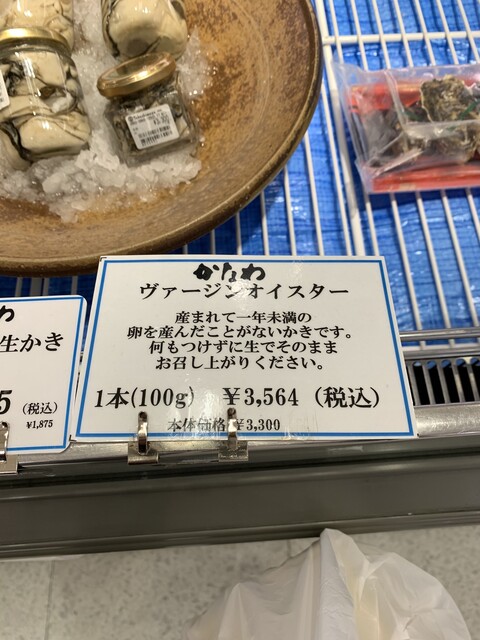 かなわ
ヴァージンオイスター
産まれて一年未満の
卵を産んだことがないかきです。
何もつけずに生でそのまま
お召し上がりください。
1本(100g) ¥3,564 (税込)
本体価格 ¥3,300
わ
生かき
5 (税込)
¥1,875